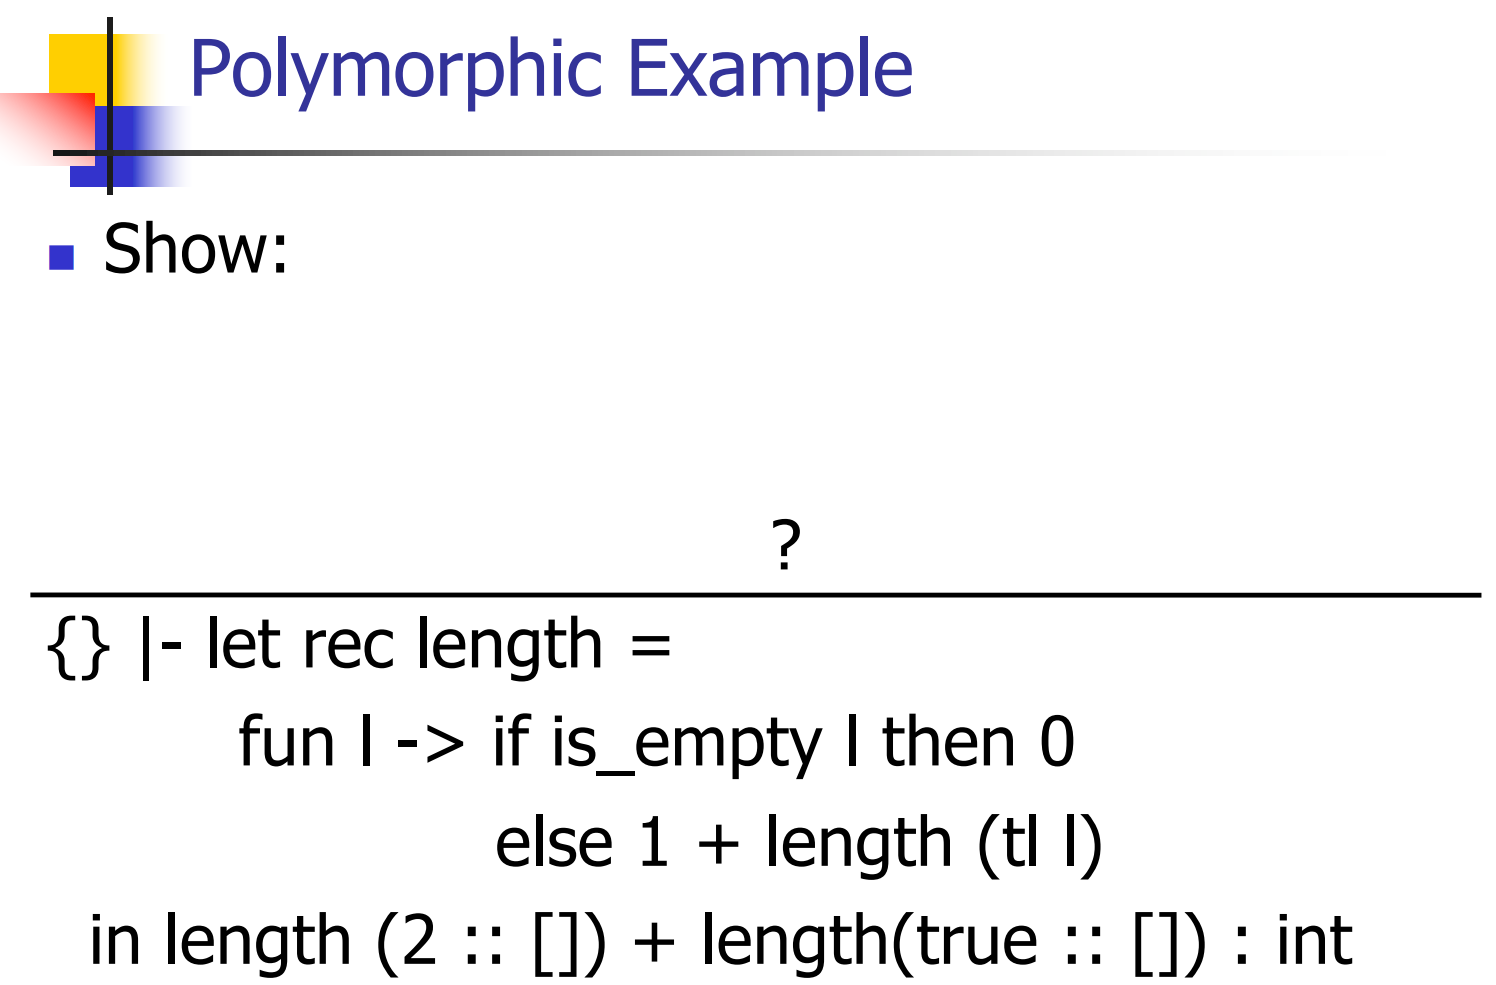 Polymorphic Example
Show:
?
{} |- let rec length =
fun l -> if is_empty l then 0
else 1 + length (tl l)
in length (2 :: []) + length(true :: []) : int